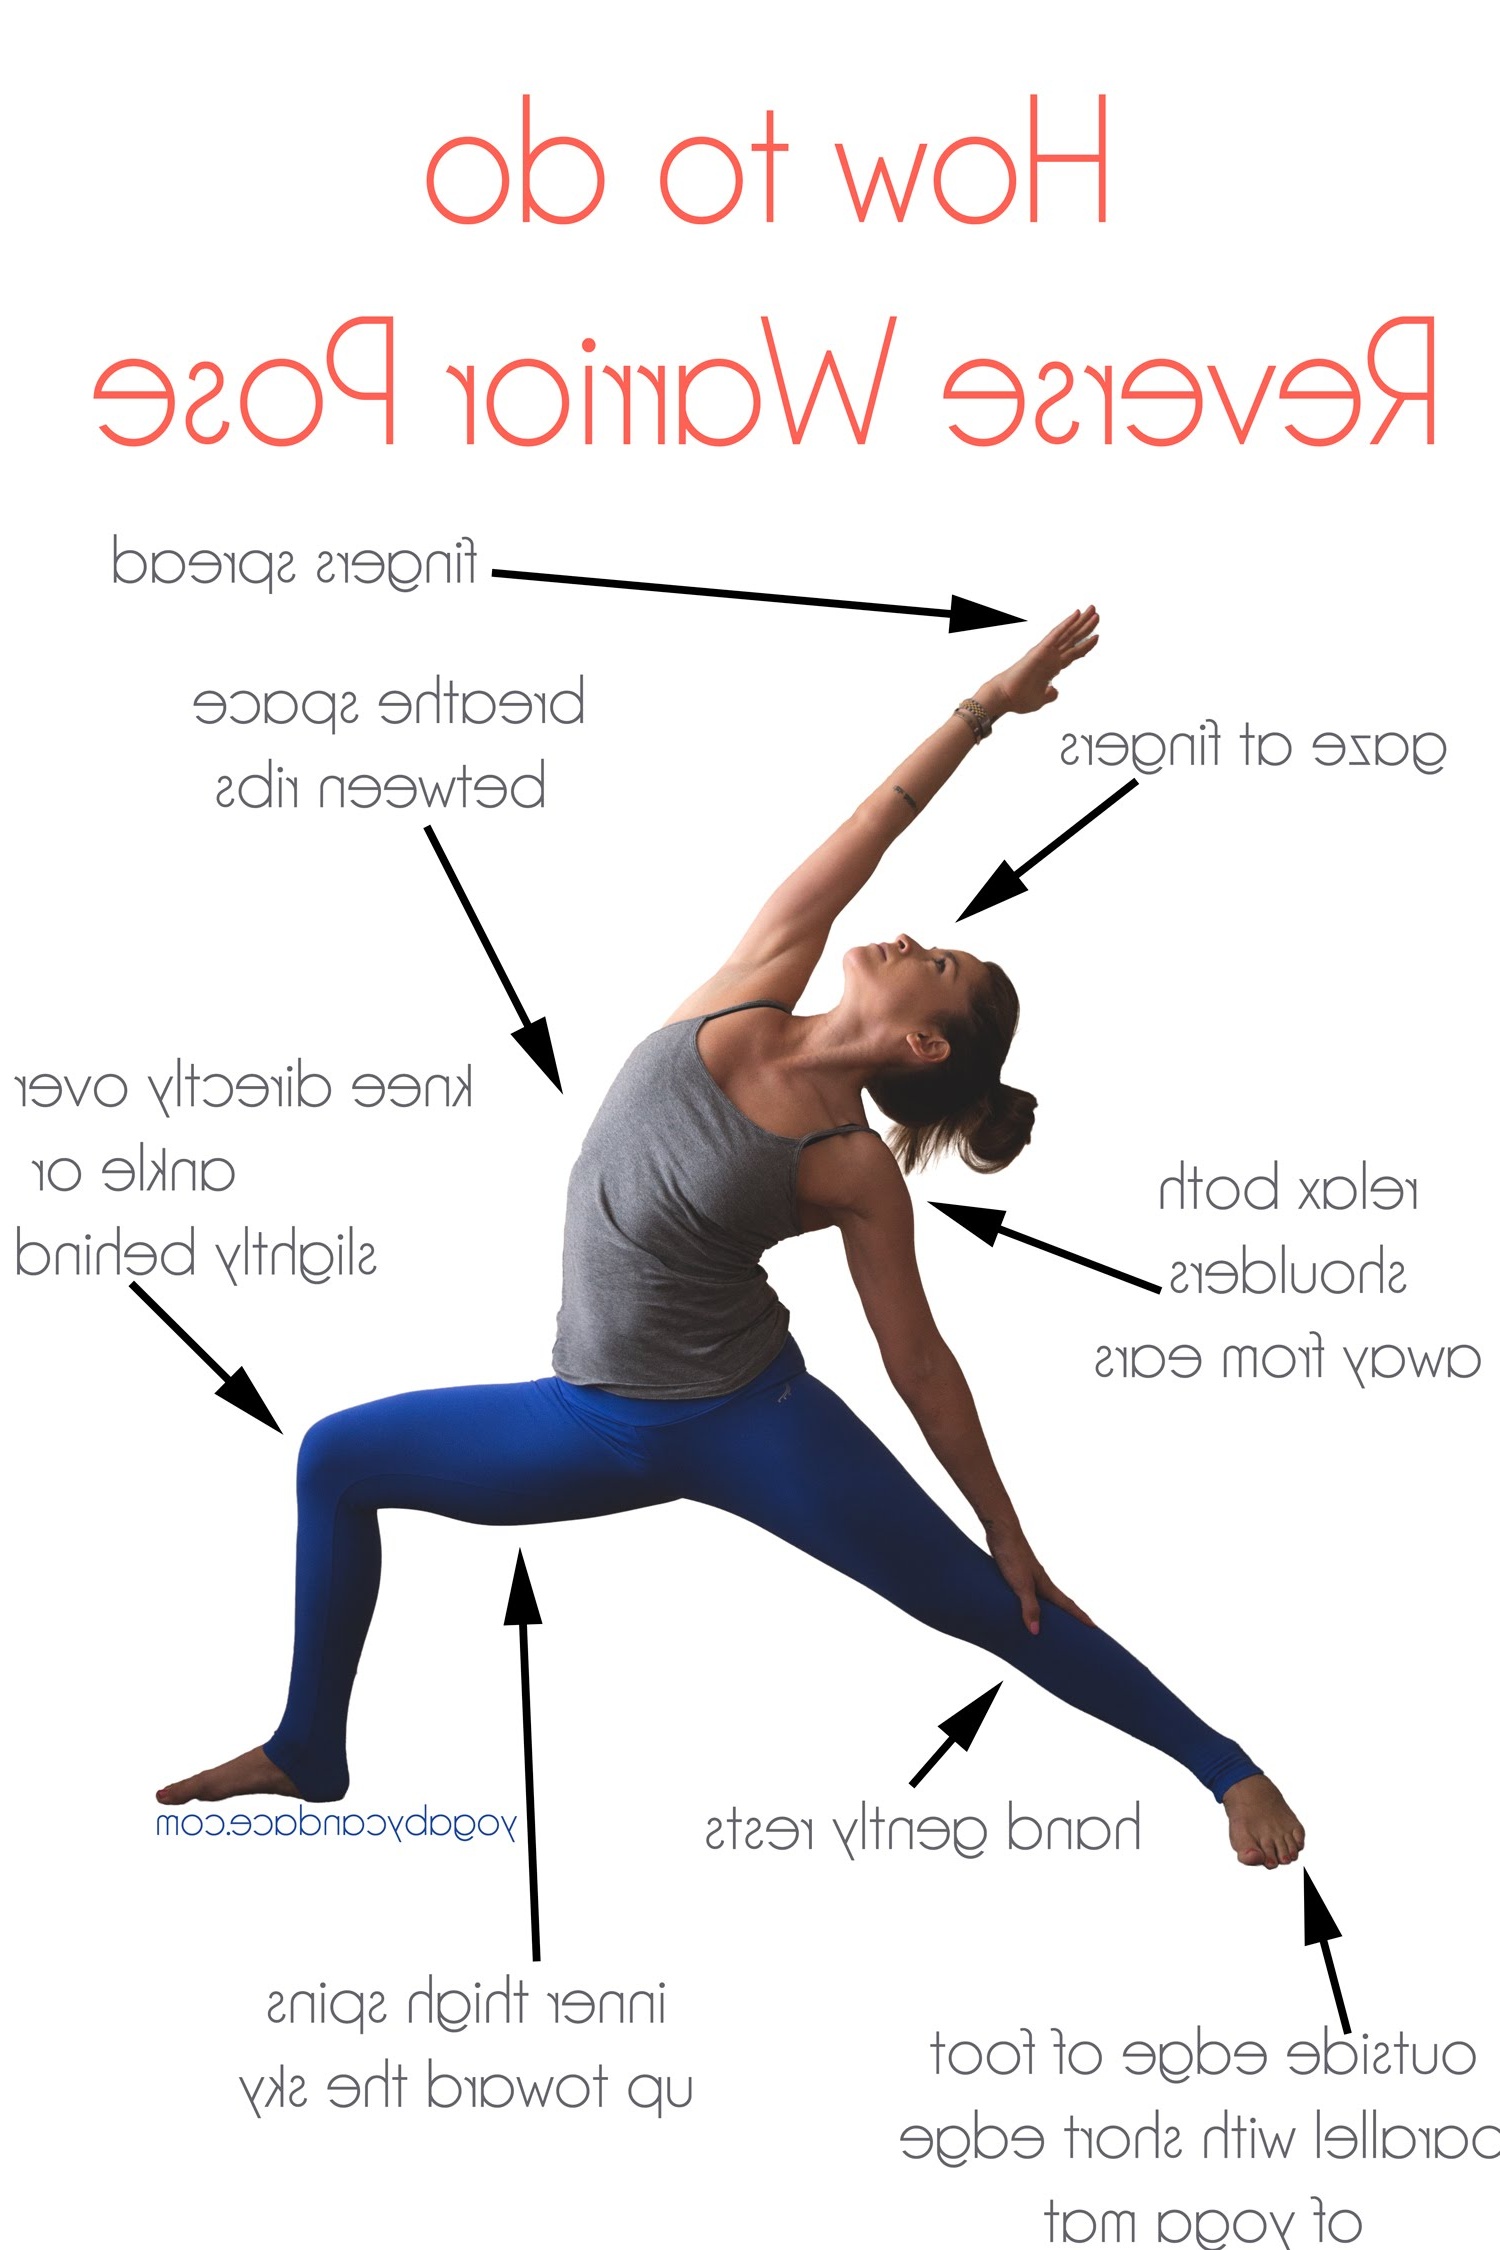 How to do
Reverse Warrior Pose
fingers spread
breathe space
between ribs
gaze at fingers
knee directly over
ankle or
slightly behind
relax both
shoulders
away from ears
yogabycandace.com
hand gently rests
inner thigh spins
up toward the sky
outside edge of foot
parallel with short edge
of yoga mat